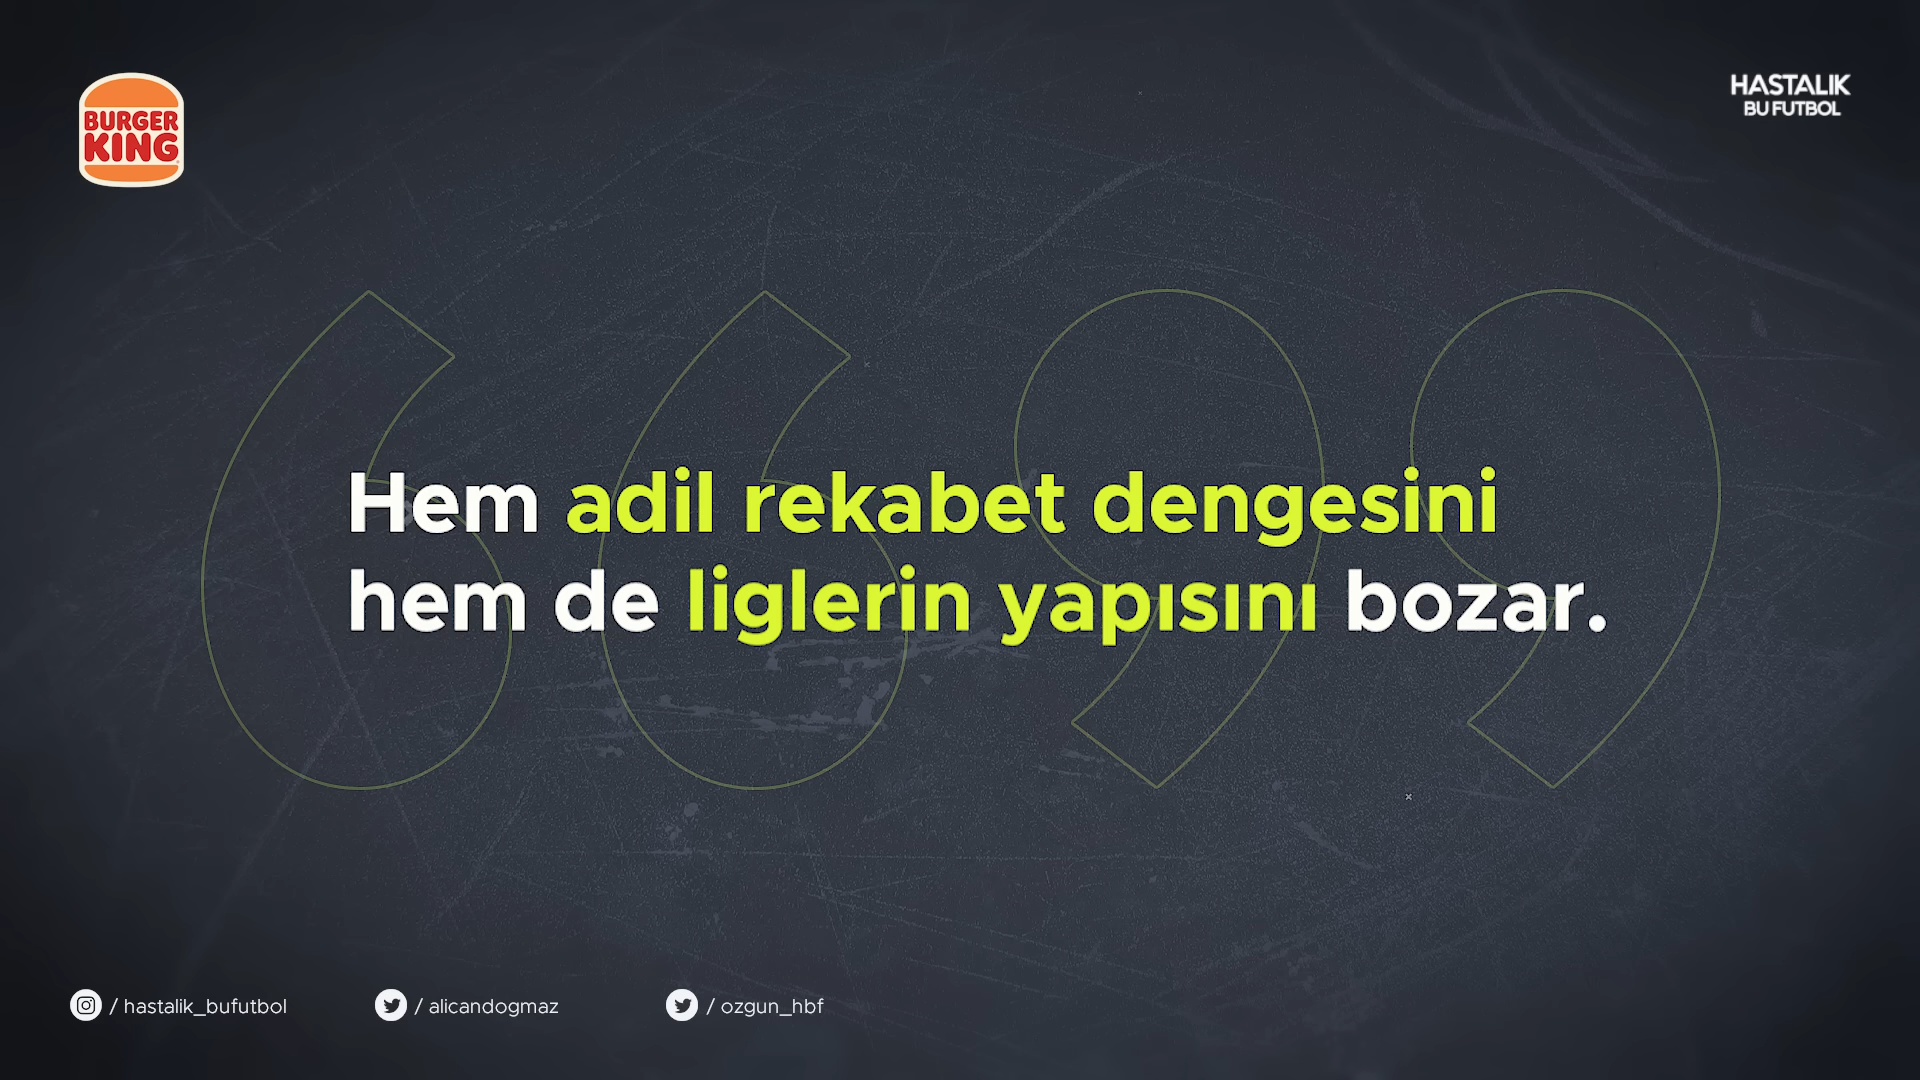 BURGER
KING
HASTALIK
BU FUTBOL
Hem adil rekabet dengesini
hem de liglerin yapısını bozar.
/ hastalik_bufutbol
/ alicandogmaz
/ ozgun_hbf